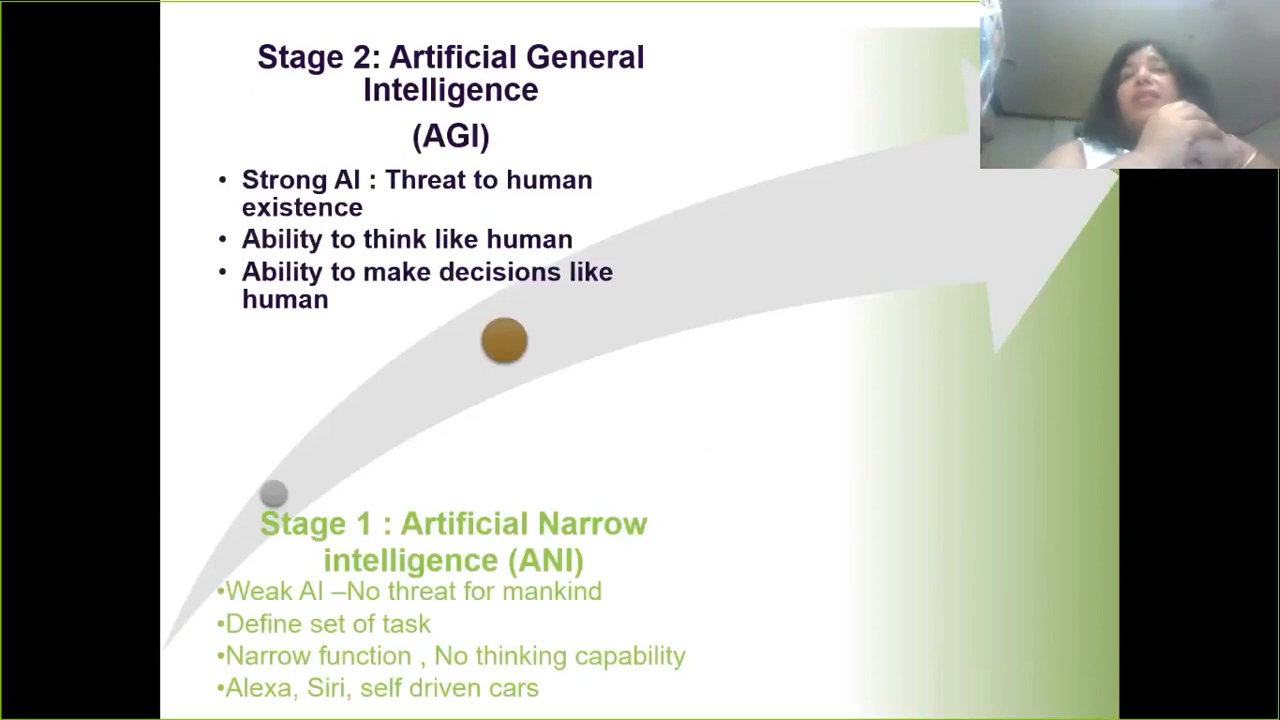 Stage 2: Artificial General
Intelligence
(AGI)
• Strong AI : Threat to human
existence
• Ability to think like human
• Ability to make decisions like
human
Stage 1 : Artificial Narrow
intelligence (ANI)
•Weak AI –No threat for mankind
•Define set of task
•Narrow function , No thinking capability
•Alexa, Siri, self driven cars